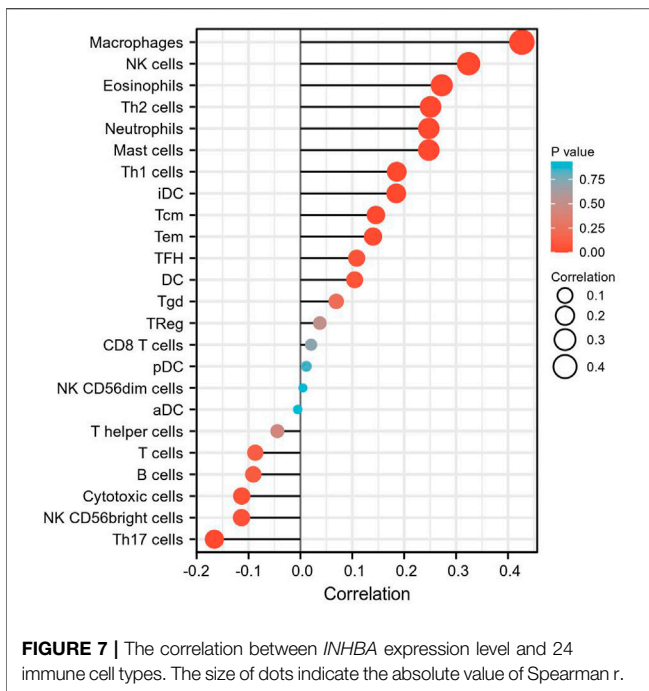 Macrophages
NK cells
Eosinophils
Th2 cells
Neutrophils
Mast cells
Th1 cells
iDC
Tcm
Tem
TFH
DC
Tgd
TReg
CD8 T cells
pDC
NK CD56dim cells
aDC
T helper cells
T cells
B cells
Cytotoxic cells
NK CD56bright cells
Th17 cells
-0.2 -0.1 0.0 0.1 0.2 0.3 0.4
Correlation
P value
0.75
0.50
0.25
0.00
Correlation
0.1
0.2
0.3
0.4
FIGURE 7 | The correlation between INHBA expression level and 24
immune cell types. The size of dots indicate the absolute value of Spearman r.